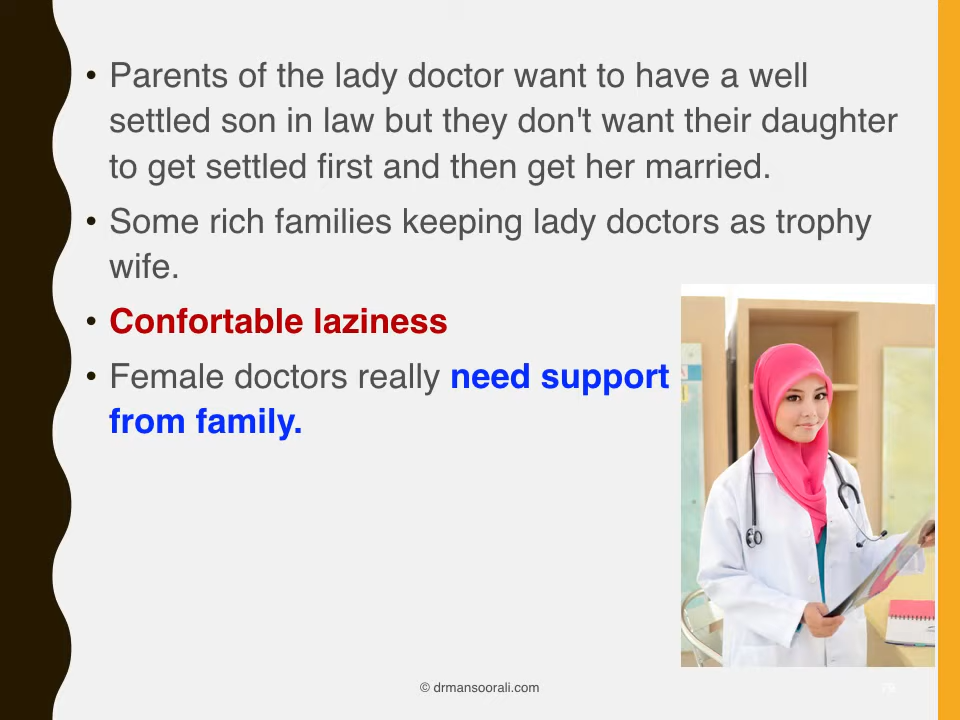 • Parents of the lady doctor want to have a well
settled son in law but they don't want their daughter
to get settled first and then get her married.
• Some rich families keeping lady doctors as trophy
wife.
• Confortable laziness
• Female doctors really need support
from family.
© drmansoorali.com
79